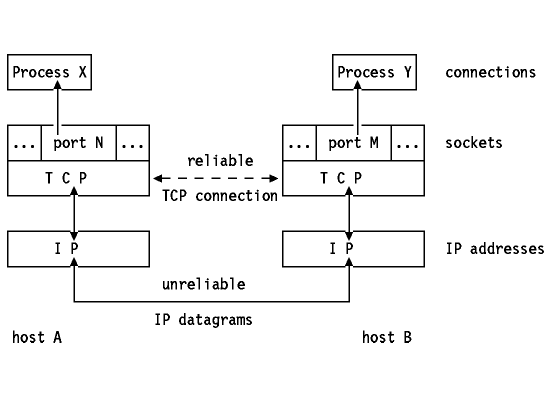 Process X
Process Y
connections
... port N ...
... port M ...
sockets
reliable
T C P
T C P
TCP connection
I P
I P
IP addresses
unreliable
IP datagrams
host A
host B